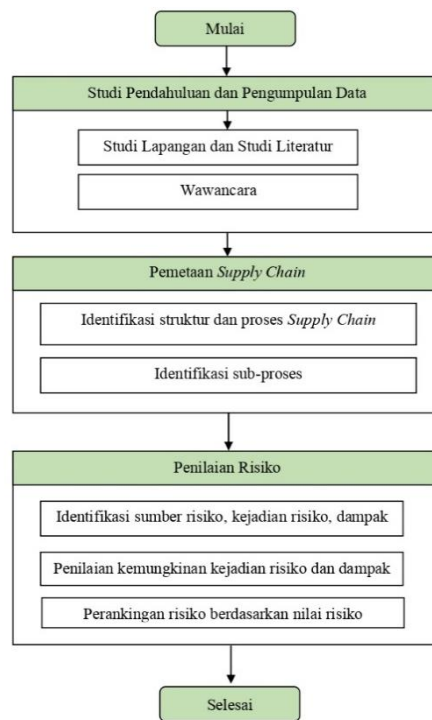 Mulai
Studi Pendahuluan dan Pengumpulan Data
Studi Lapangan dan Studi Literatur
Wawancara
Pemetaan Supply Chain
Identifikasi struktur dan proses Supply Chain
Identifikasi sub-proses
Penilaian Risiko
Identifikasi sumber risiko, kejadian risiko, dampak
Penilaian kemungkinan kejadian risiko dan dampak
Perankingan risiko berdasarkan nilai risiko
Selesai